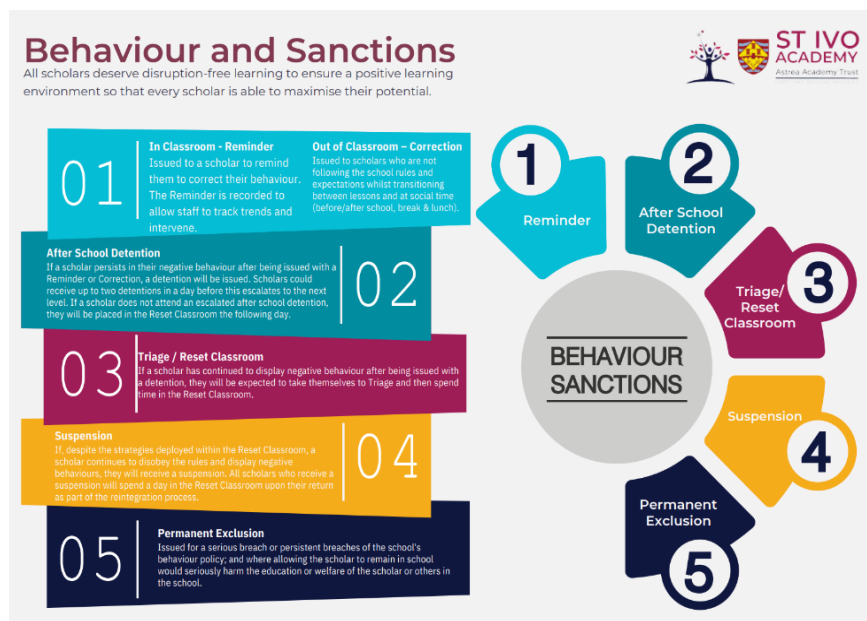 Behaviour and Sanctions
All scholars deserve disruption-free learning to ensure a positive learning
environment so that every scholar is able to maximise their potential.
ST IVO
ACADEMY
Astrea Academy Trust
01
In Classroom - Reminder
Issued to a scholar to remind
them to correct their behaviour.
The Reminder is recorded to
allow staff to track trends and
intervene.
Out of Classroom – Correction
Issued to scholars who are not
following the school rules and
expectations whilst transitioning
between lessons and at social time
(before/after school, break & lunch).
After School Detention
If a scholar persists in their negative behaviour after being issued with a
Reminder or Correction, a detention will be issued. Scholars could
receive up to two detentions in a day before this escalates to the next
level. If a scholar does not attend an escalated after school detention,
they will be placed in the Reset Classroom the following day.
02
03
Triage / Reset Classroom
If a scholar has continued to display negative behaviour after being issued with
a detention, they will be expected to take themselves to Triage and then spend
time in the Reset Classroom.
Suspension
If, despite the strategies deployed within the Reset Classroom, a
scholar continues to disobey the rules and display negative
behaviours, they will receive a suspension. All scholars who receive a
suspension will spend a day in the Reset Classroom upon their return
as part of the reintegration process.
04
05
Permanent Exclusion
Issued for a serious breach or persistent breaches of the school's
behaviour policy; and where allowing the scholar to remain in school
would seriously harm the education or welfare of the scholar or others in
the school.
1
Reminder
2
After School
Detention
3
Triage/
Reset
Classroom
BEHAVIOUR
SANCTIONS
Suspension
4
Permanent
Exclusion
5